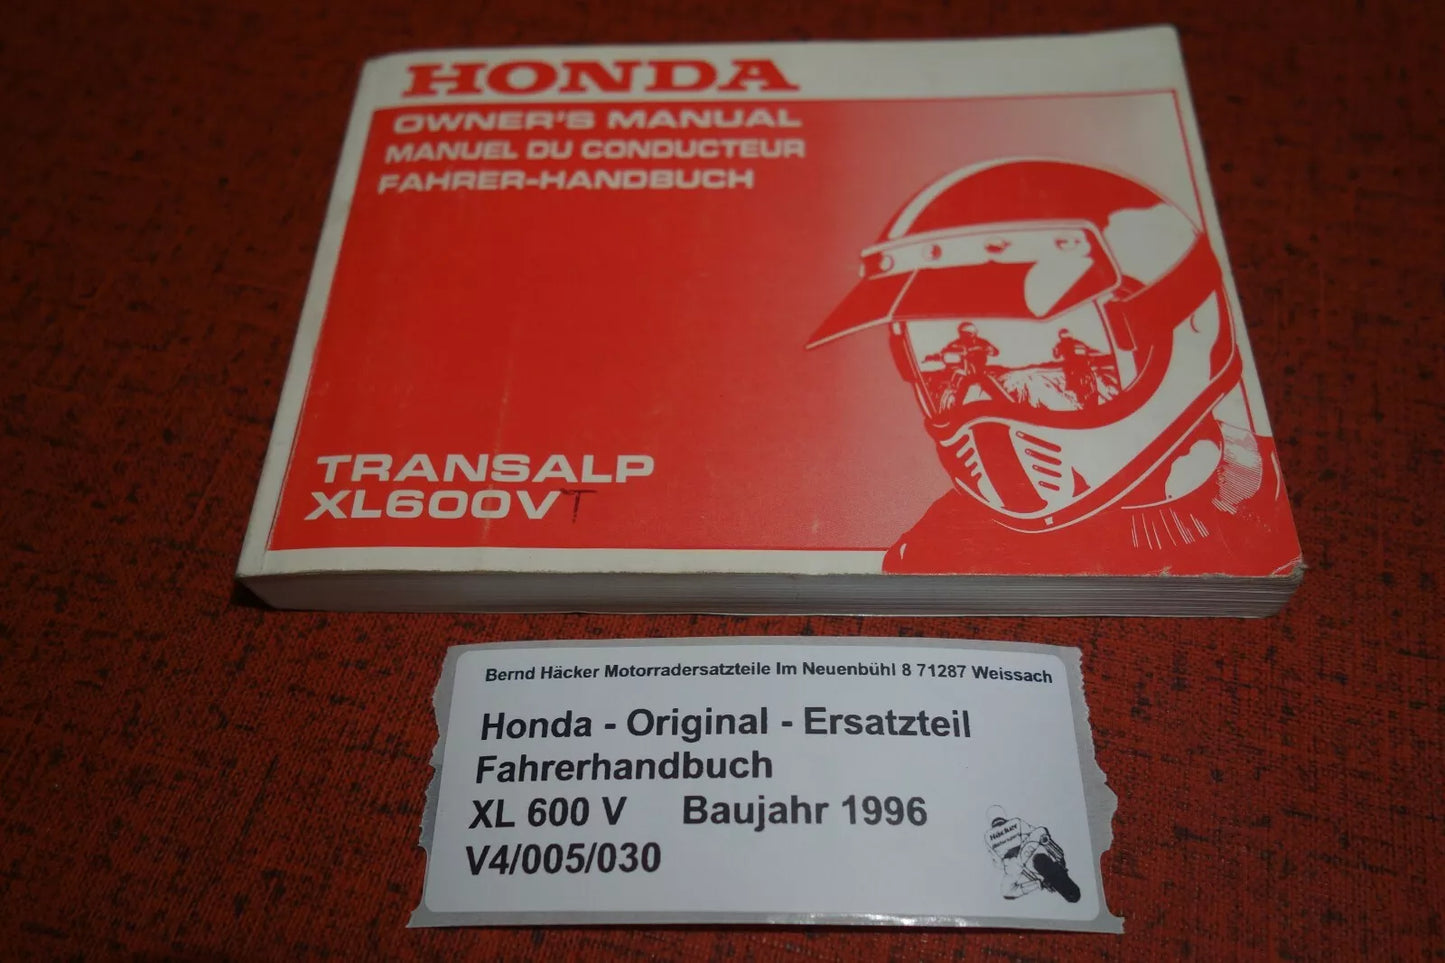 HONDA
OWNER'S MANUAL
MANUEL DU CONDUCTEUR
FAHRER-HANDBUCH
TRANSALP
XL600VT
Bernd Häcker Motorradersatzteile Im Neuenbühl 8 71287 Weissach
Honda - Original - Ersatzteil
Fahrerhandbuch
XL 600 V Baujahr 1996
V4/005/030
Häcker